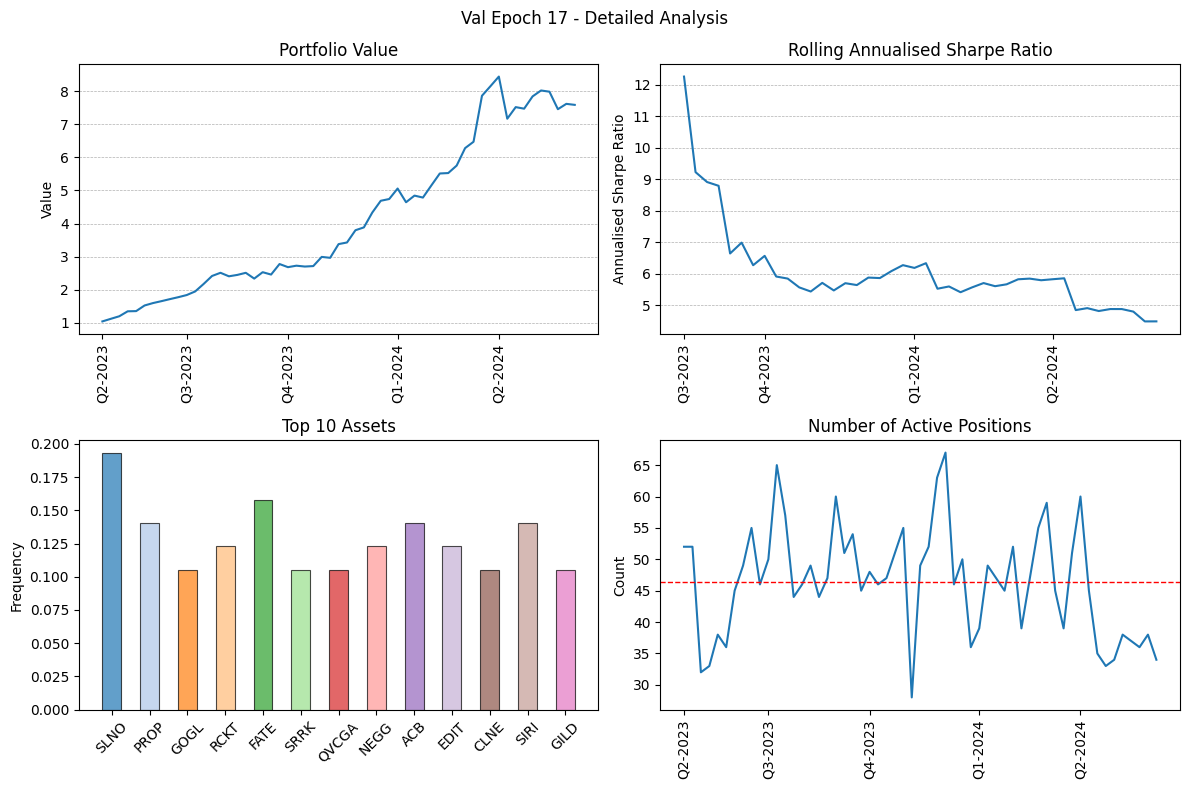 Val Epoch 17 - Detailed Analysis
Portfolio Value
Value
8
7
6
5
4
3
2
1
Q2-2023
Q3-2023
Q4-2023
Q1-2024
Q2-2024
Rolling Annualised Sharpe Ratio
Annualised Sharpe Ratio
12
11
10
9
8
7
6
5
Q3-2023
Q4-2023
Q1-2024
Q2-2024
Top 10 Assets
Frequency
0.200
0.175
0.150
0.125
0.100
0.075
0.050
0.025
0.000
SLNO
PROP
GOGL
RCKT
FATE
SRRK
QVCGA
NEGG
ACB
EDIT
CLNE
SIRI
GILD
Number of Active Positions
Count
65
60
55
50
45
40
35
30
Q2-2023
Q3-2023
Q4-2023
Q1-2024
Q2-2024